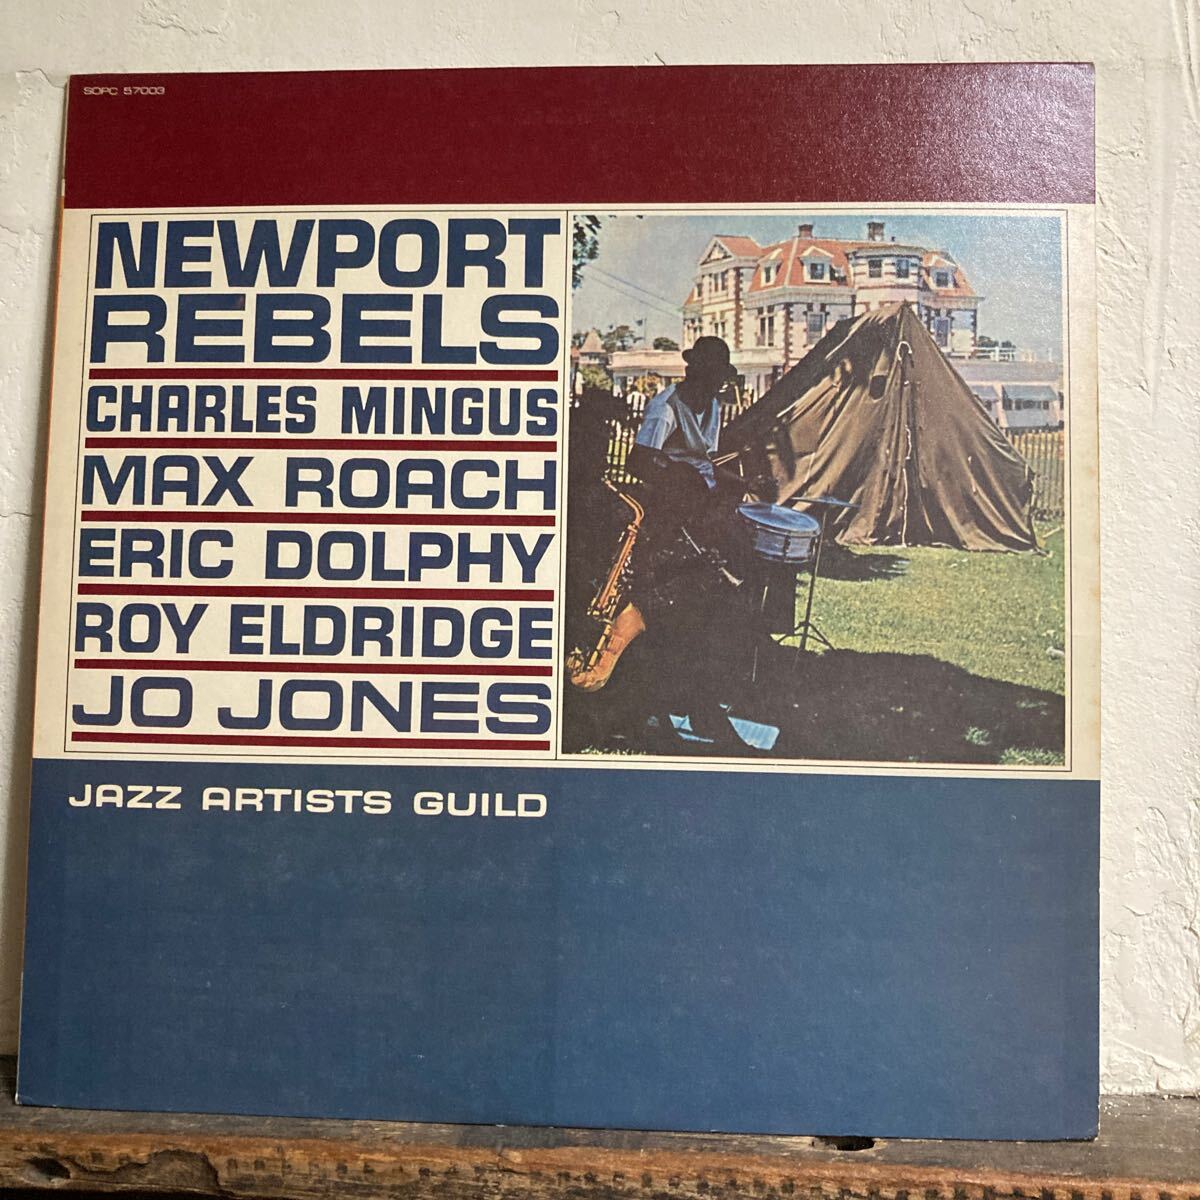 SOPC 57003
NEWPORT
REBELS
CHARLES MINGUS
MAX ROACH
ERIC DOLPHY
ROY ELDRIDGE
JO JONES
JAZZ ARTISTS GUILD